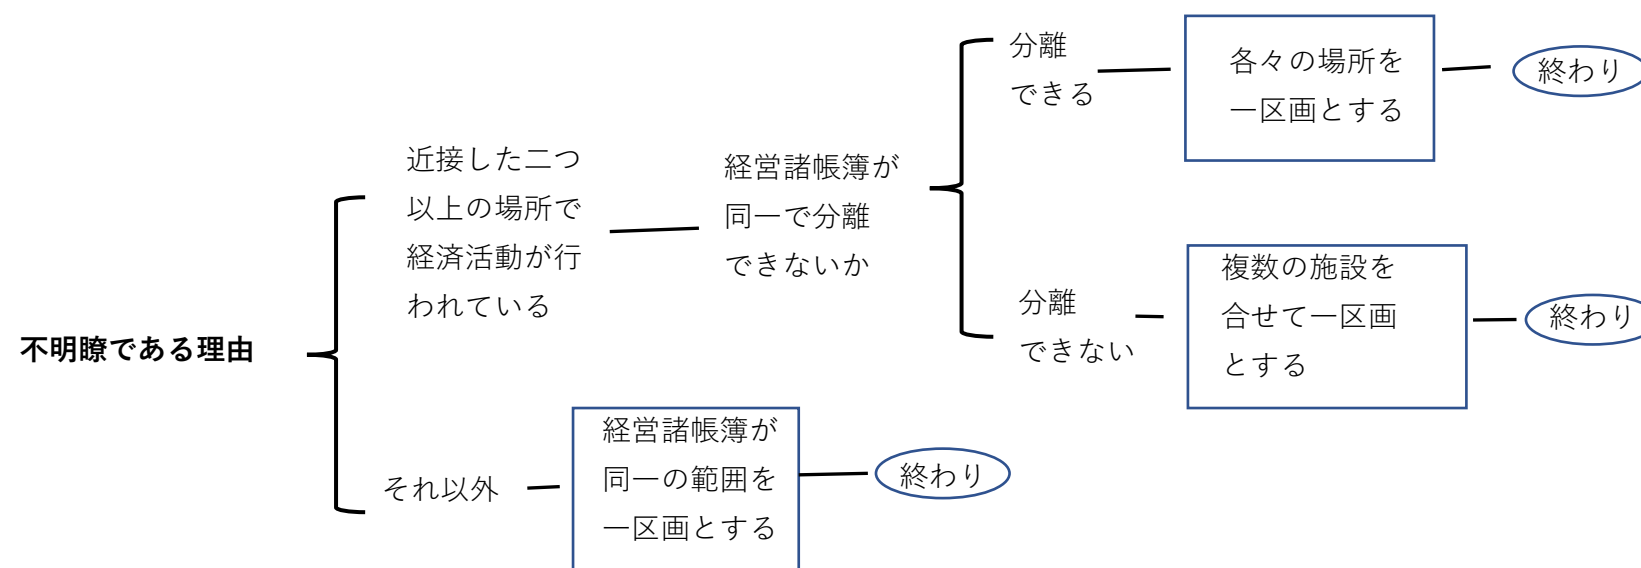 不明瞭である理由
近接した二つ
以上の場所で
経済活動が行
われている
経営諸帳簿が
同一で分離
できないか
分離
できる
各々の場所を
一区画とする
終わり
分離
できない
複数の施設を
合せて一区画
とする
終わり
それ以外
経営諸帳簿が
同一の範囲を
一区画とする
終わり